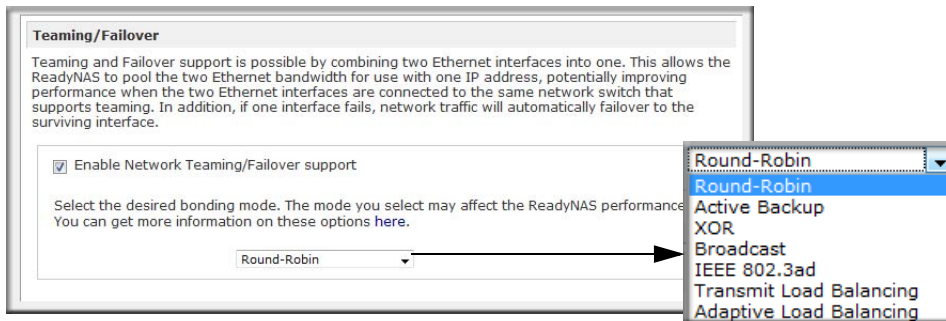 Teaming/Failover
Teaming and Failover support is possible by combining two Ethernet interfaces into one. This allows the
ReadyNAS to pool the two Ethernet bandwidth for use with one IP address, potentially improving
performance when the two Ethernet interfaces are connected to the same network switch that
supports teaming. In addition, if one interface fails, network traffic will automatically failover to the
surviving interface.
Enable Network Teaming/Failover support
Select the desired bonding mode. The mode you select may affect the ReadyNAS performance
You can get more information on these options here.
Round-Robin
Round-Robin
Round-Robin
Active Backup
XOR
Broadcast
IEEE 802.3ad
Transmit Load Balancing
Adaptive Load Balancing